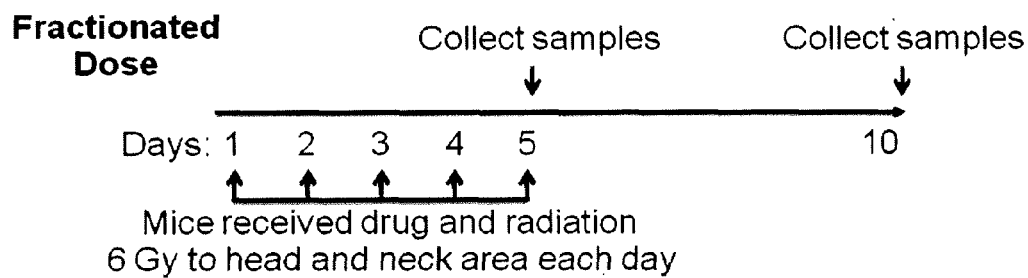 Fractionated
Dose
Collect samples
Collect samples
Days: 1 2 3 4 5 10
Mice received drug and radiation
6 Gy to head and neck area each day